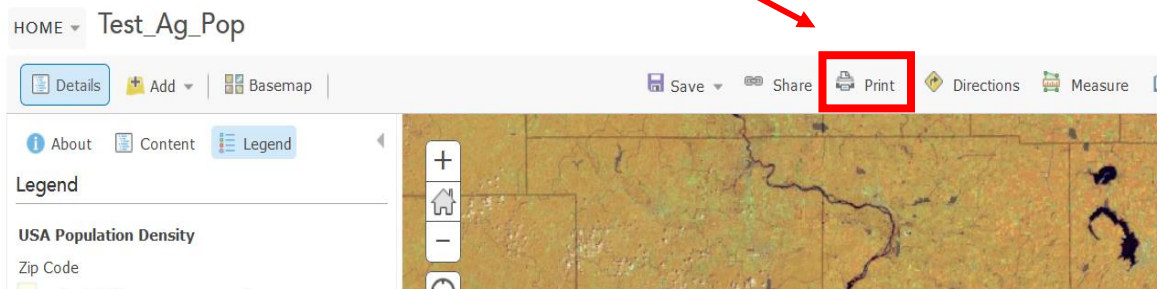 HOME Test_Ag_Pop
Details Add Basemap Save Share Print Directions Measure
About Content Legend
Legend
USA Population Density
Zip Code